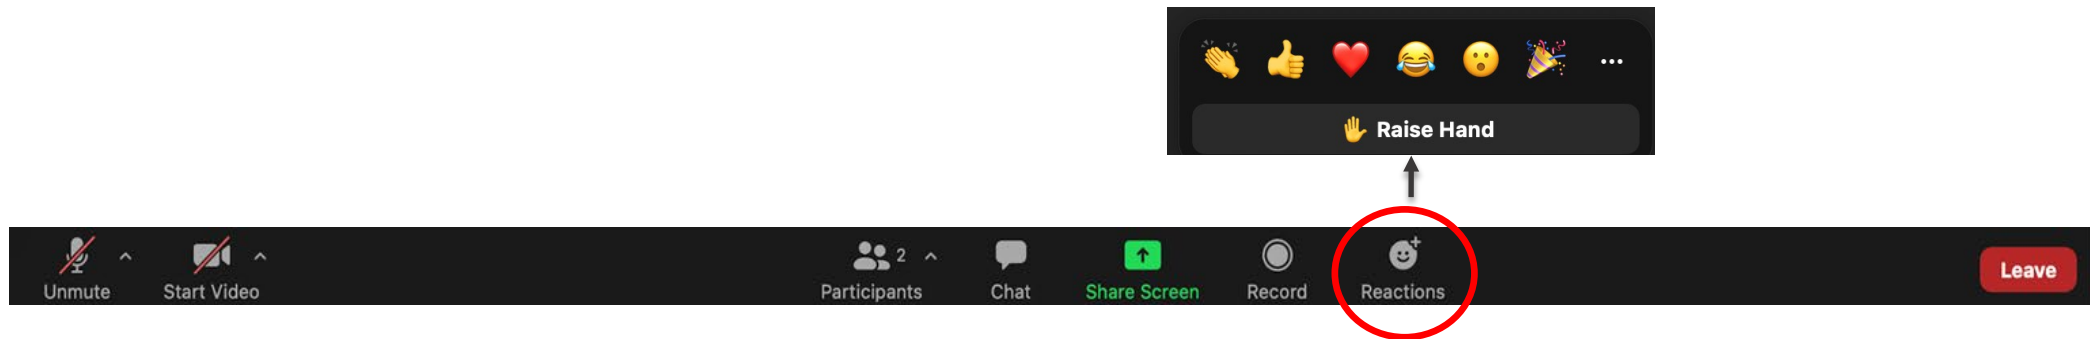 Raise Hand
Unmute
Start Video
Participants
2
Chat
Share Screen
Record
Reactions
Leave